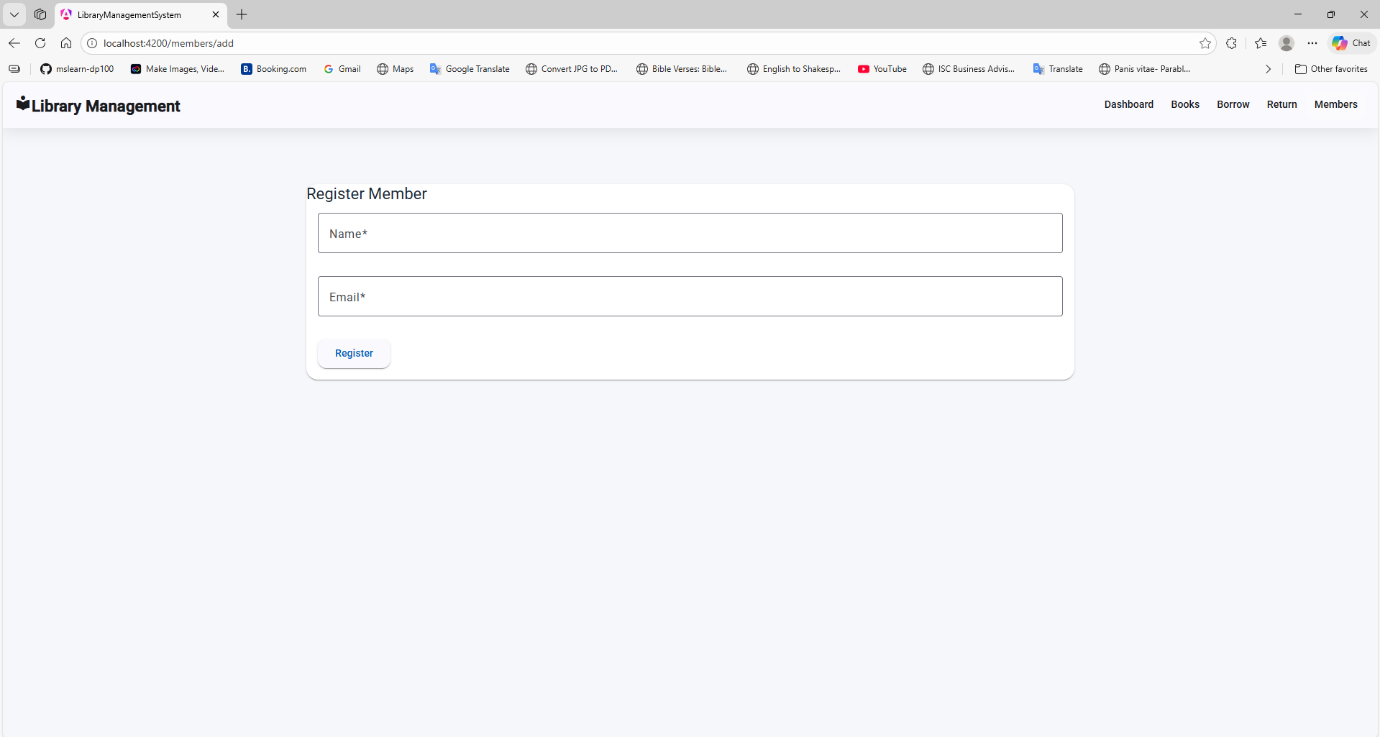 LibraryManagementSystem
localhost:4200/members/add
Chat
mslearn-dp100
Make Images, Vide...
Booking.com
Gmail
Maps
Google Translate
Convert JPG to PD...
Bible Verses: Bible...
English to Shakesp...
YouTube
ISC Business Advis...
Translate
Panis vitae- Parabl...
Other favorites
Library Management
Dashboard
Books
Borrow
Return
Members
Register Member
Name*
Email*
Register